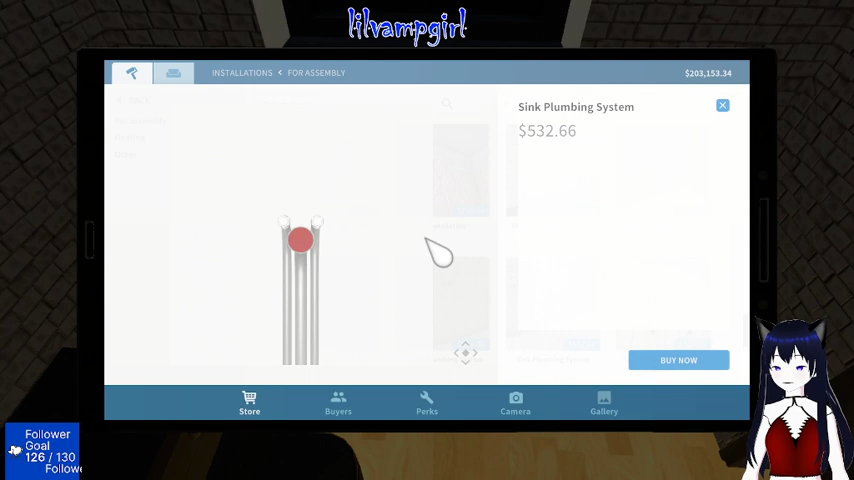 lilvampgirl
INSTALLATIONS < FOR ASSEMBLY
$203,153.34
Sink Plumbing System
$532.66
BUY NOW
Store
Buyers
Perks
Camera
Gallery
Follower
Goal
126 / 130
Follow